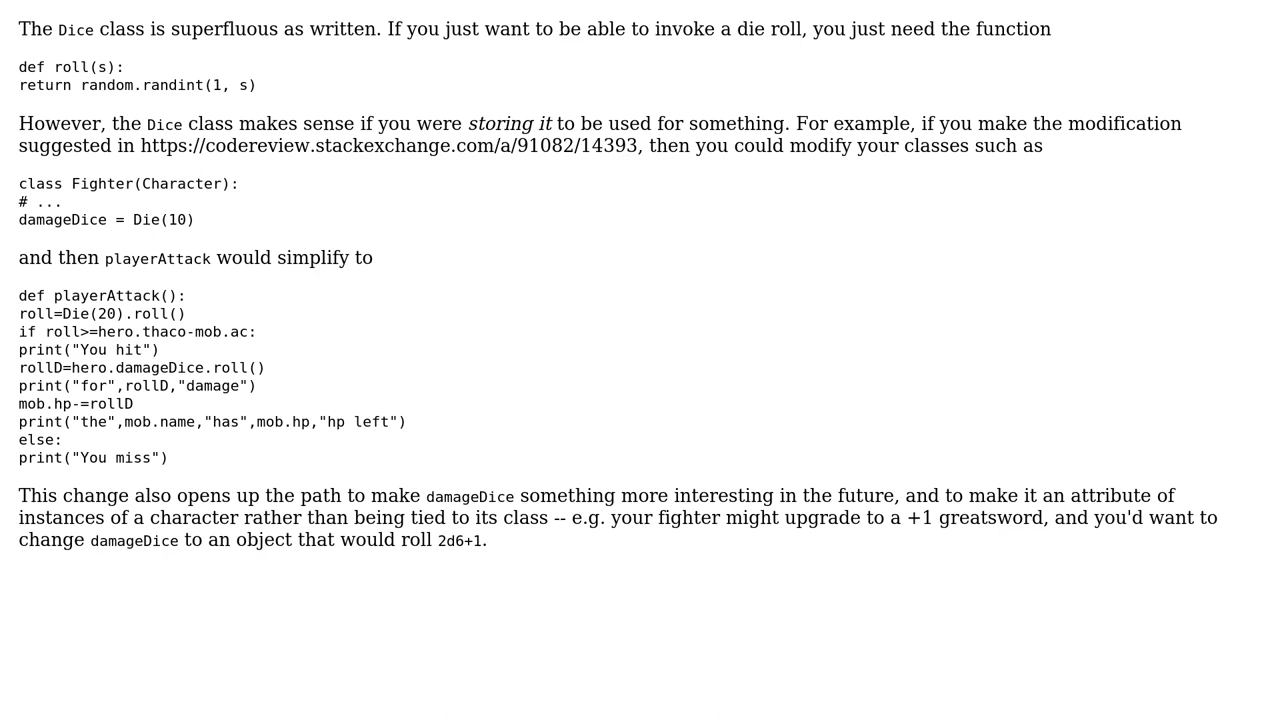 The Dice class is superfluous as written. If you just want to be able to invoke a die roll, you just need the function
def roll(s):
return random.randint(1, s)
However, the Dice class makes sense if you were storing it to be used for something. For example, if you make the modification
suggested in https://codereview.stackexchange.com/a/91082/14393, then you could modify your classes such as
class Fighter(Character):
# ...
damageDice = Die(10)
and then playerAttack would simplify to
def playerAttack():
roll=Die(20).roll()
if roll>=hero.thaco-mob.ac:
print("You hit")
rollD=hero.damageDice.roll()
print("for",rollD,"damage")
mob.hp-=rollD
print("the",mob.name,"has",mob.hp,"hp left")
else:
print("You miss")
This change also opens up the path to make damageDice something more interesting in the future, and to make it an attribute of
instances of a character rather than being tied to its class -- e.g. your fighter might upgrade to a +1 greatsword, and you'd want to
change damageDice to an object that would roll 2d6+1.